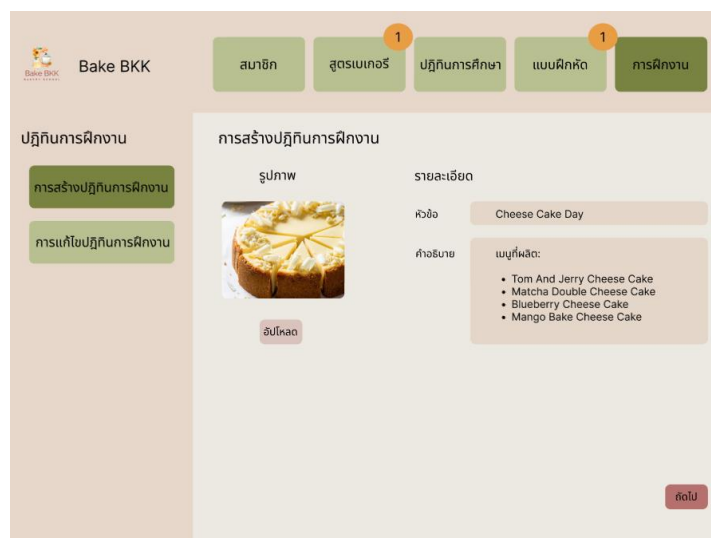 Bake BKK
Bake BKK
สมาชิก
สูตรเบเกอรี
1
ปฎิทินการศึกษา
แบบฝึกหัด
1
การฝึกงาน
ปฎิทินการฝึกงาน
การสร้างปฎิทินการฝึกงาน
การแก้ไขปฎิทินการฝึกงาน
การสร้างปฎิทินการฝึกงาน
รูปภาพ
อัปโหลด
รายละเอียด
หัวข้อ
Cheese Cake Day
คำอธิบาย
เมนูที่ผลิต:
• Tom And Jerry Cheese Cake
• Matcha Double Cheese Cake
• Blueberry Cheese Cake
• Mango Bake Cheese Cake
ถัดไป